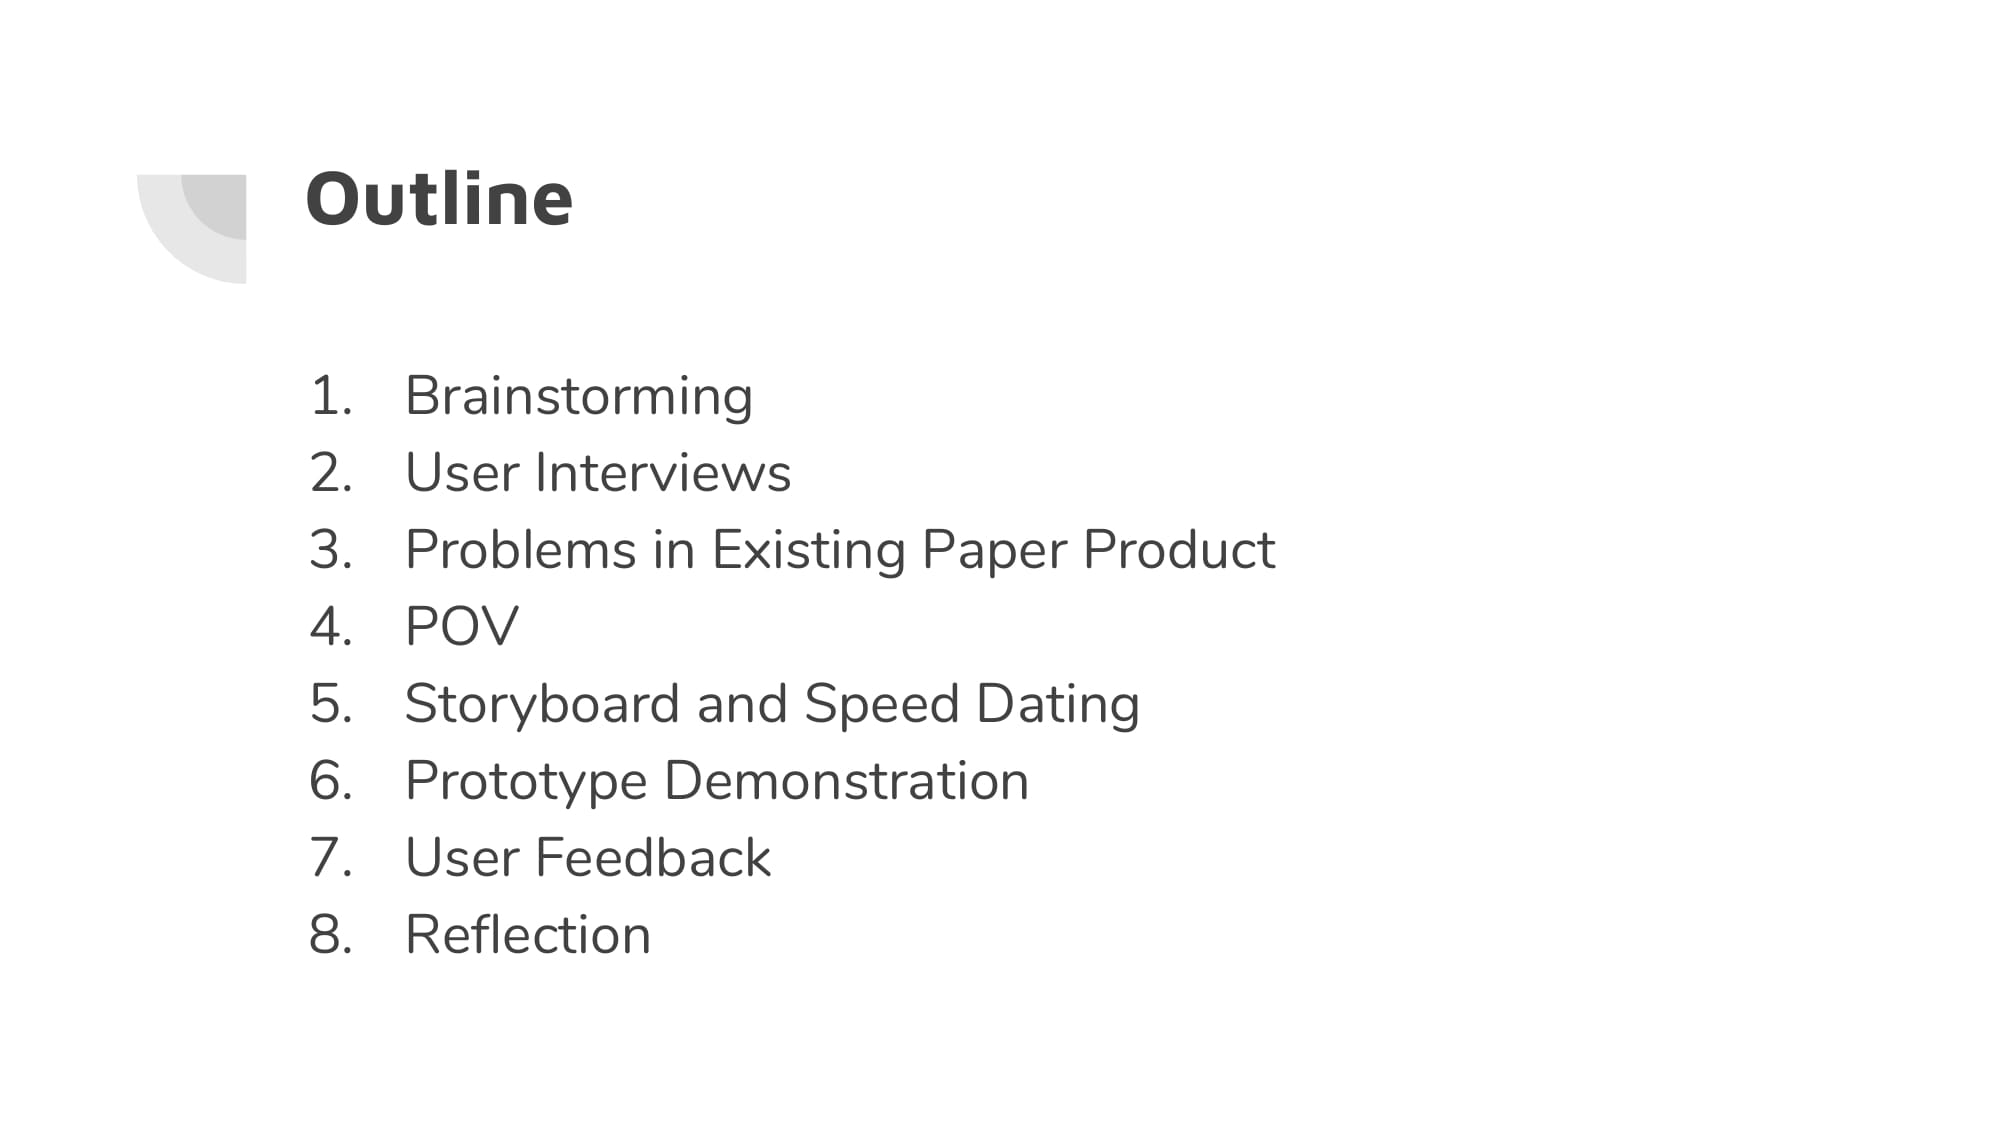 Outline
1. Brainstorming
2. User Interviews
3. Problems in Existing Paper Product
4. POV
5. Storyboard and Speed Dating
6. Prototype Demonstration
7. User Feedback
8. Reflection